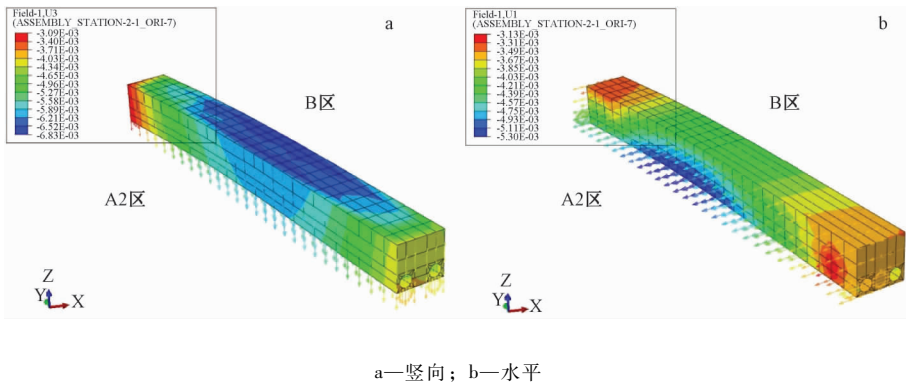 Field-1,U3
(ASSEMBLY_STATION-2-1_ORI-7)
-3.09E-03
-3.40E-03
-3.71E-03
-4.03E-03
-4.34E-03
-4.65E-03
-4.96E-03
-5.27E-03
-5.58E-03
-5.89E-03
-6.21E-03
-6.52E-03
-6.83E-03
a
B区
A2区
Z
Y
X
Field-1,U1
(ASSEMBLY_STATION-2-1_ORI-7)
-3.13E-03
-3.31E-03
-3.49E-03
-3.67E-03
-3.85E-03
-4.03E-03
-4.21E-03
-4.39E-03
-4.57E-03
-4.75E-03
-4.93E-03
-5.11E-03
-5.30E-03
b
B区
A2区
Z
Y
X
a—竖向；b—水平